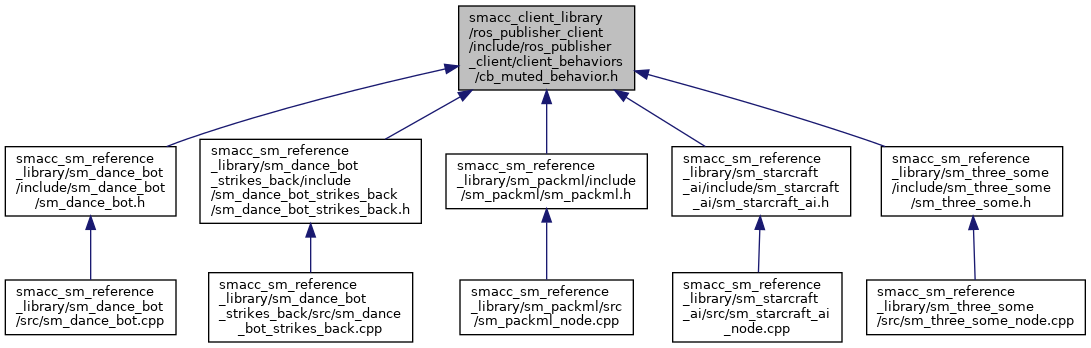 smacc_client_library
/ros_publisher_client
/include/ros_publisher
_client/client_behaviors
/cb_muted_behavior.h
smacc_sm_reference
_library/sm_dance_bot
/include/sm_dance_bot
/sm_dance_bot.h
smacc_sm_reference
_library/sm_dance_bot
_strikes_back/include
/sm_dance_bot_strikes_back
/sm_dance_bot_strikes_back.h
smacc_sm_reference
_library/sm_packml/include
/sm_packml/sm_packml.h
smacc_sm_reference
_library/sm_starcraft
_ai/include/sm_starcraft
_ai/sm_starcraft_ai.h
smacc_sm_reference
_library/sm_three_some
/include/sm_three_some
/sm_three_some.h
smacc_sm_reference
_library/sm_dance_bot
/src/sm_dance_bot.cpp
smacc_sm_reference
_library/sm_dance_bot
_strikes_back/src/sm_dance
_bot_strikes_back.cpp
smacc_sm_reference
_library/sm_packml/src
/sm_packml_node.cpp
smacc_sm_reference
_library/sm_starcraft
_ai/src/sm_starcraft_ai
_node.cpp
smacc_sm_reference
_library/sm_three_some
/src/sm_three_some_node.cpp